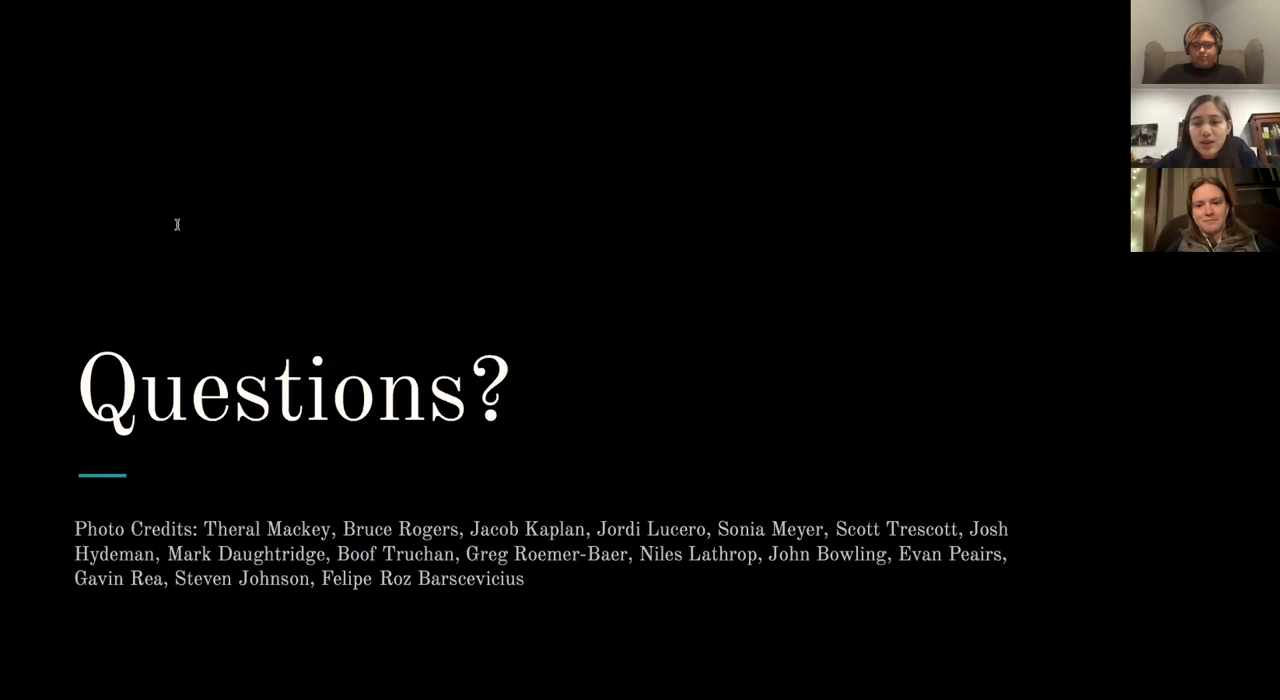 Questions?
Photo Credits: Theral Mackey, Bruce Rogers, Jacob Kaplan, Jordi Lucero, Sonia Meyer, Scott Trescott, Josh
Hydeman, Mark Daughtridge, Boof Truchan, Greg Roemer-Baer, Niles Lathrop, John Bowling, Evan Peairs,
Gavin Rea, Steven Johnson, Felipe Roz Barscevicius